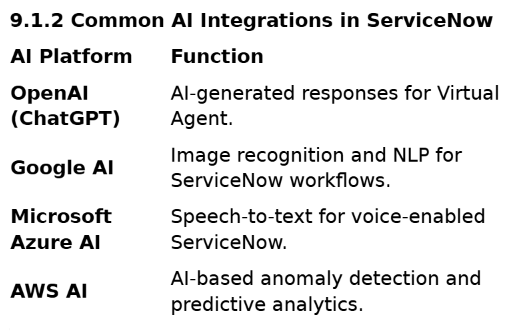 9.1.2 Common AI Integrations in ServiceNow
AI Platform Function
OpenAI (ChatGPT) AI-generated responses for Virtual Agent.
Google AI Image recognition and NLP for ServiceNow workflows.
Microsoft Azure AI Speech-to-text for voice-enabled ServiceNow.
AWS AI AI-based anomaly detection and predictive analytics.